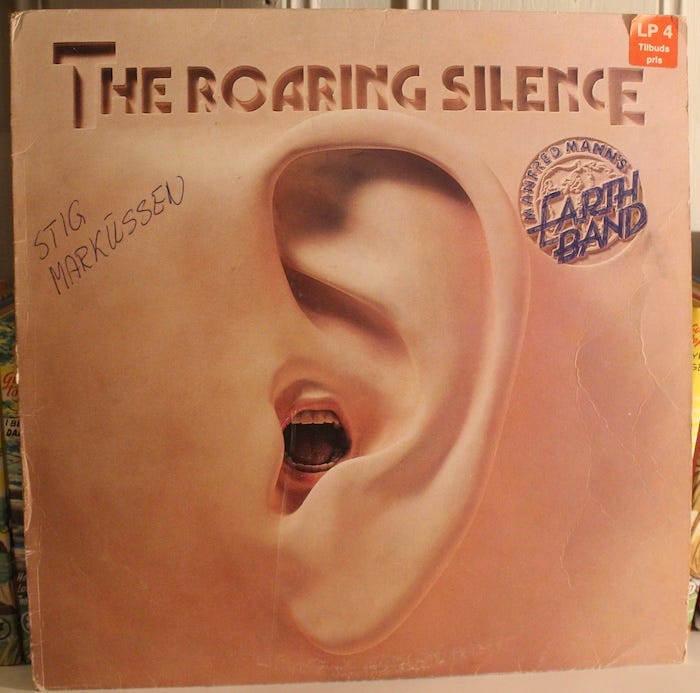 THE ROARING SILENCE
LP 4
Tilbuds
pris
MANFRED MANN'S
EARTH
BAND
STIG
MARKÜSSEN